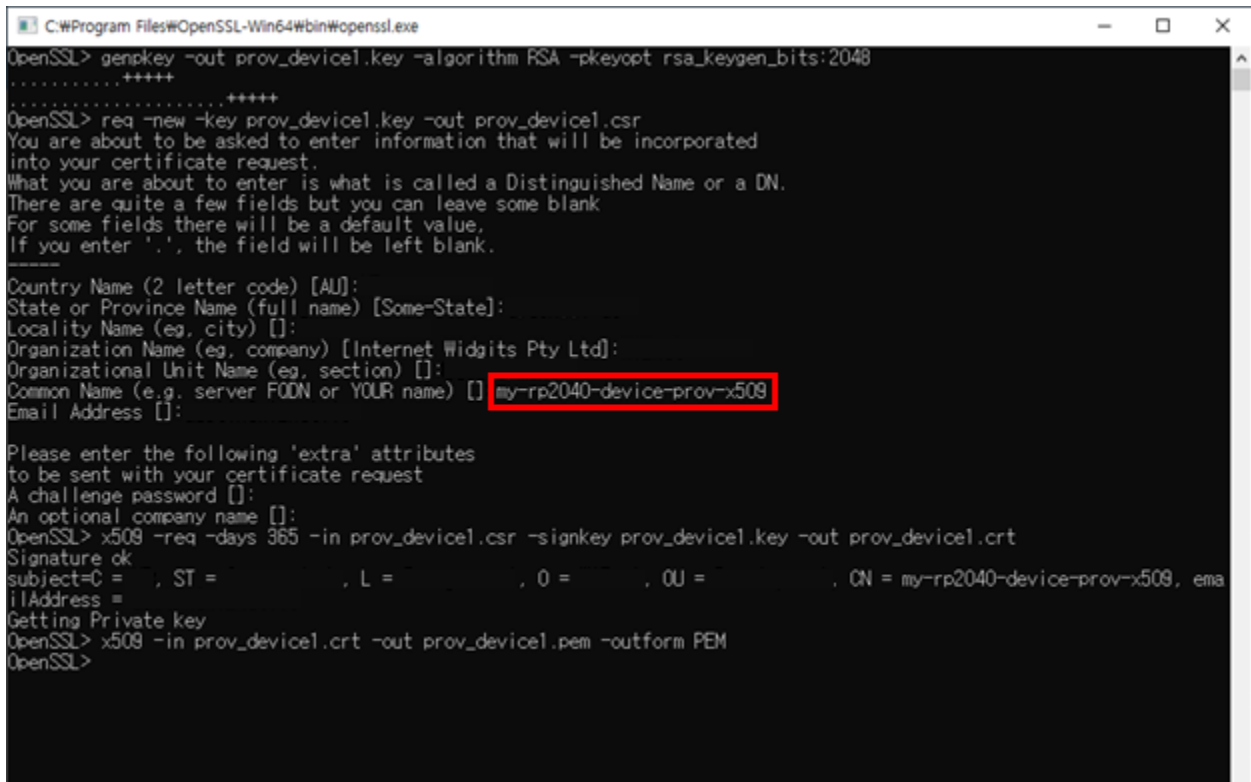 C:₩Program Files₩OpenSSL-Win64₩bin₩openssl.exe
OpenSSL> genpkey -out prov_device1.key -algorithm RSA -pkeyopt rsa_keygen_bits:2048
...........+++++
.....................+++++
OpenSSL> req -new -key prov_device1.key -out prov_device1.csr
You are about to be asked to enter information that will be incorporated
into your certificate request.
What you are about to enter is what is called a Distinguished Name or a DN.
There are quite a few fields but you can leave some blank
For some fields there will be a default value,
If you enter '.', the field will be left blank.
-----
Country Name (2 letter code) [AU]:
State or Province Name (full name) [Some-State]:
Locality Name (eg, city) []:
Organization Name (eg, company) [Internet Widgits Pty Ltd]:
Organizational Unit Name (eg, section) []:
Common Name (e.g. server FQDN or YOUR name) [] my-rp2040-device-prov-x509
Email Address []:
Please enter the following 'extra' attributes
to be sent with your certificate request
A challenge password []:
An optional company name []:
OpenSSL> x509 -req -days 365 -in prov_device1.csr -signkey prov_device1.key -out prov_device1.crt
Signature ok
subject=C = , ST = , L = , O = , OU = , CN = my-rp2040-device-prov-x509, ema
ilAddress =
Getting Private key
OpenSSL> x509 -in prov_device1.crt -out prov_device1.pem -outform PEM
OpenSSL>